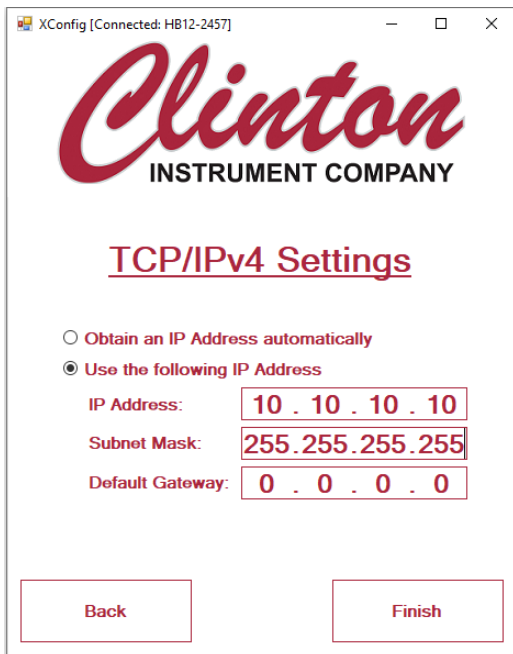 XConfig [Connected: HB12-2457]
Clinton
INSTRUMENT COMPANY
TCP/IPv4 Settings
Obtain an IP Address automatically
Use the following IP Address
IP Address: 10 . 10 . 10 . 10
Subnet Mask: 255.255.255.255
Default Gateway: 0 . 0 . 0 . 0
Back Finish